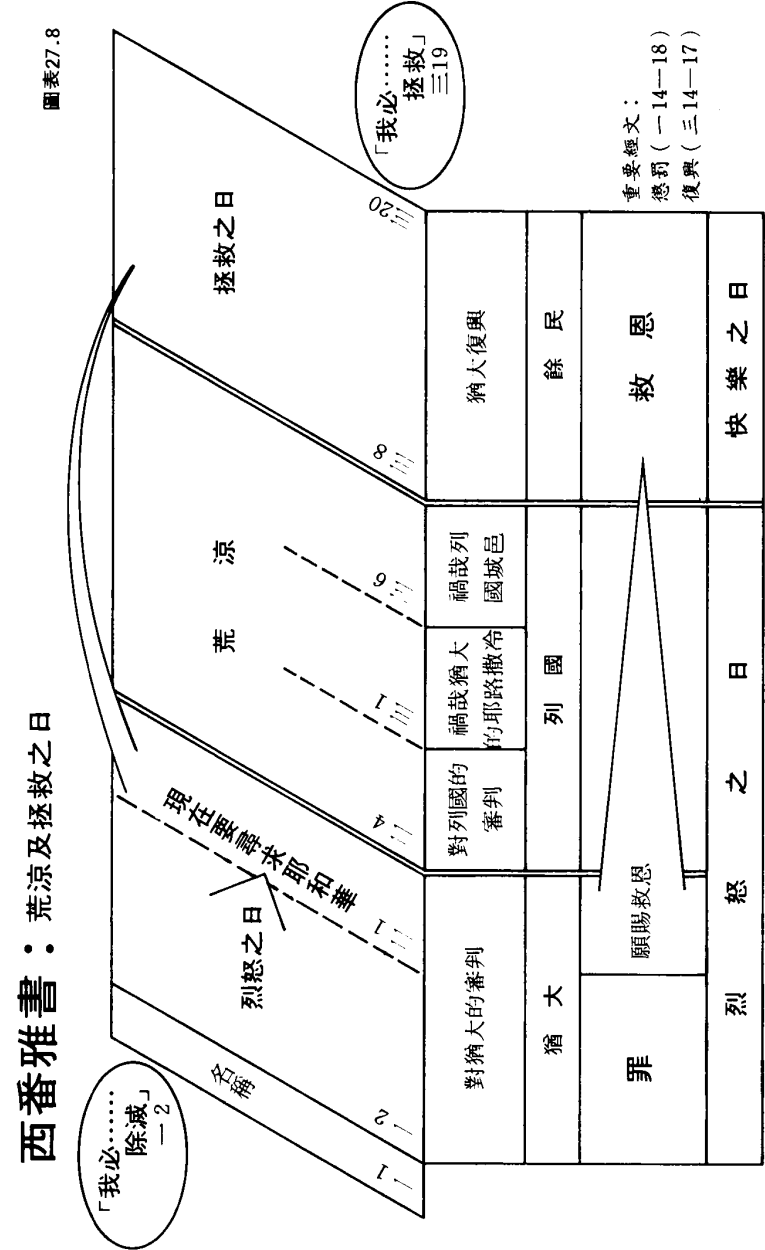 圖表27.8
西番雅書：荒涼及拯救之日
「我必……
除滅」
一2
「我必……
拯救」
三19
名稱
烈怒之日
現在要尋求耶和華
荒涼
拯救之日
一1
一2
二1
二4
三1
三6
三8
三20
對猶大的審判
對列國的
審判
禍哉猶大
的耶路撒冷
禍哉列
國城邑
猶大復興
猶大
列國
餘民
罪
願賜救恩
救恩
烈怒之日
快樂之日
重要經文：
懲罰（一14—18）
復興（三14—17）